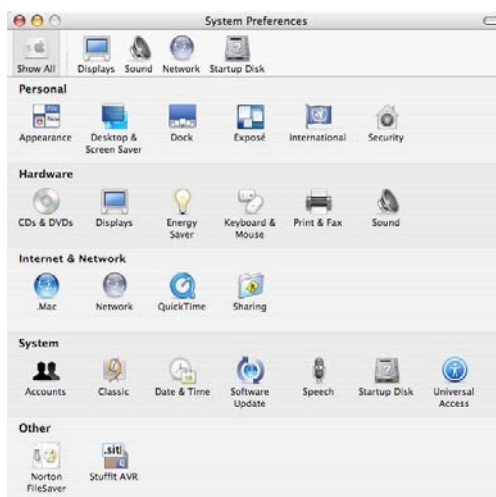 System Preferences
Show All Displays Sound Network Startup Disk
Personal
Appearance Desktop & Screen Saver Dock Exposé International Security
Hardware
CDs & DVDs Displays Energy Saver Keyboard & Mouse Print & Fax Sound
Internet & Network
.Mac Network QuickTime Sharing
System
Accounts Classic Date & Time Software Update Speech Startup Disk Universal Access
Other
.sit
Norton FileSaver StuffIt AVR